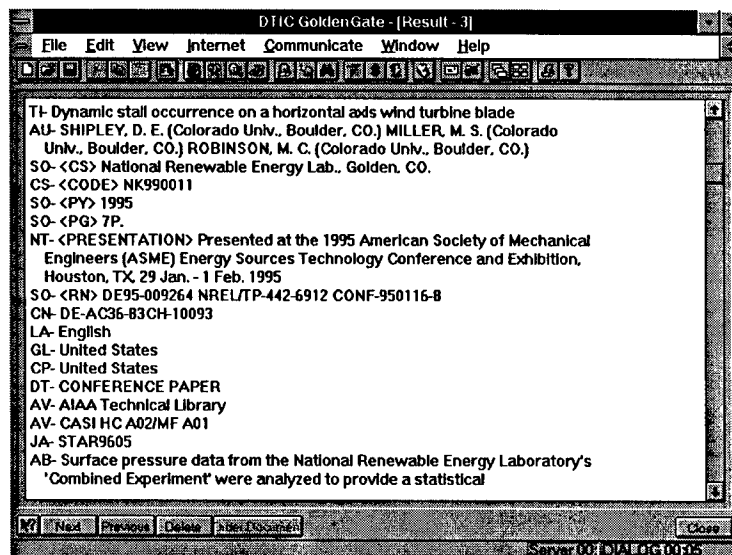 DTIC GoldenGate - [Result - 3]
File Edit View Internet Communicate Window Help
TI- Dynamic stall occurrence on a horizontal axis wind turbine blade
AU- SHIPLEY, D. E. (Colorado Univ., Boulder, CO.) MILLER, M. S. (Colorado
Univ., Boulder, CO.) ROBINSON, M. C. (Colorado Univ., Boulder, CO.)
SO- <CS> National Renewable Energy Lab., Golden, CO.
CS- <CODE> NK990011
SO- <PY> 1995
SO- <PG> 7P.
NT- <PRESENTATION> Presented at the 1995 American Society of Mechanical
Engineers (ASME) Energy Sources Technology Conference and Exhibition,
Houston, TX, 29 Jan. - 1 Feb. 1995
SO- <RN> DE95-009264 NREL/TP-442-6912 CONF-950116-8
CN- DE-AC36-83CH-10093
LA- English
GL- United States
CP- United States
DT- CONFERENCE PAPER
AV- AIAA Technical Library
AV- CASI HC A02/MF A01
JA- STAR9605
AB- Surface pressure data from the National Renewable Energy Laboratory's
'Combined Experiment' were analyzed to provide a statistical
Next Previous Delete Order Document Close
Server 00: DIALOG 00:05